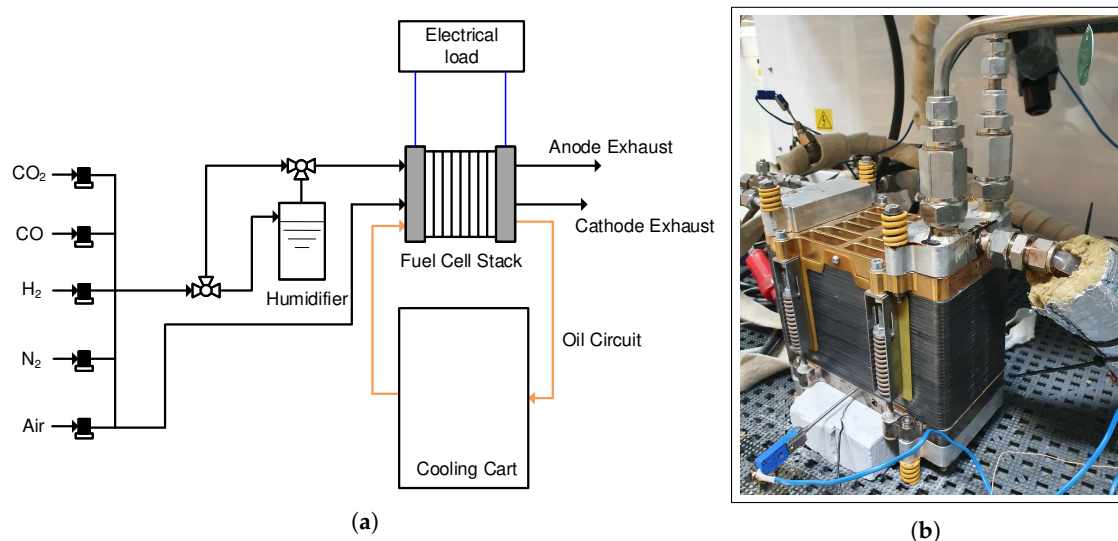 Electrical
load
Anode Exhaust
CO₂
Cathode Exhaust
CO
Fuel Cell Stack
H₂
Humidifier
Oil Circuit
N₂
Air
Cooling Cart
(a)
(b)